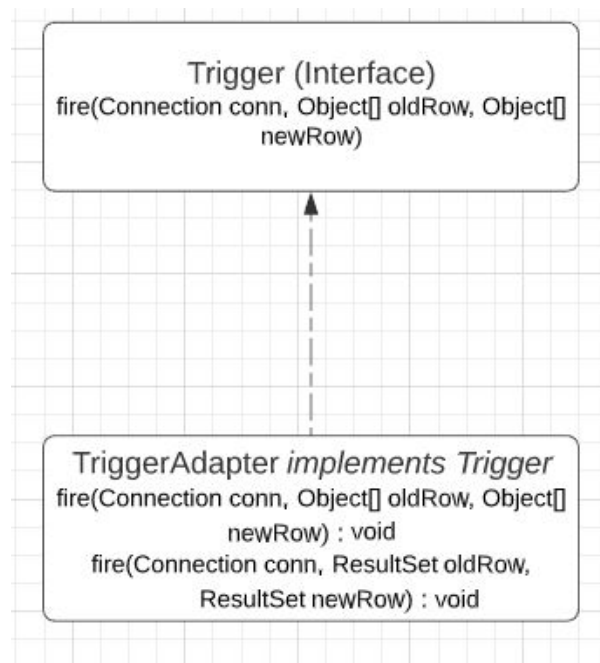 Trigger (Interface)
fire(Connection conn, Object[] oldRow, Object[]
newRow)
TriggerAdapter implements Trigger
fire(Connection conn, Object[] oldRow, Object[]
newRow) : void
fire(Connection conn, ResultSet oldRow,
ResultSet newRow) : void